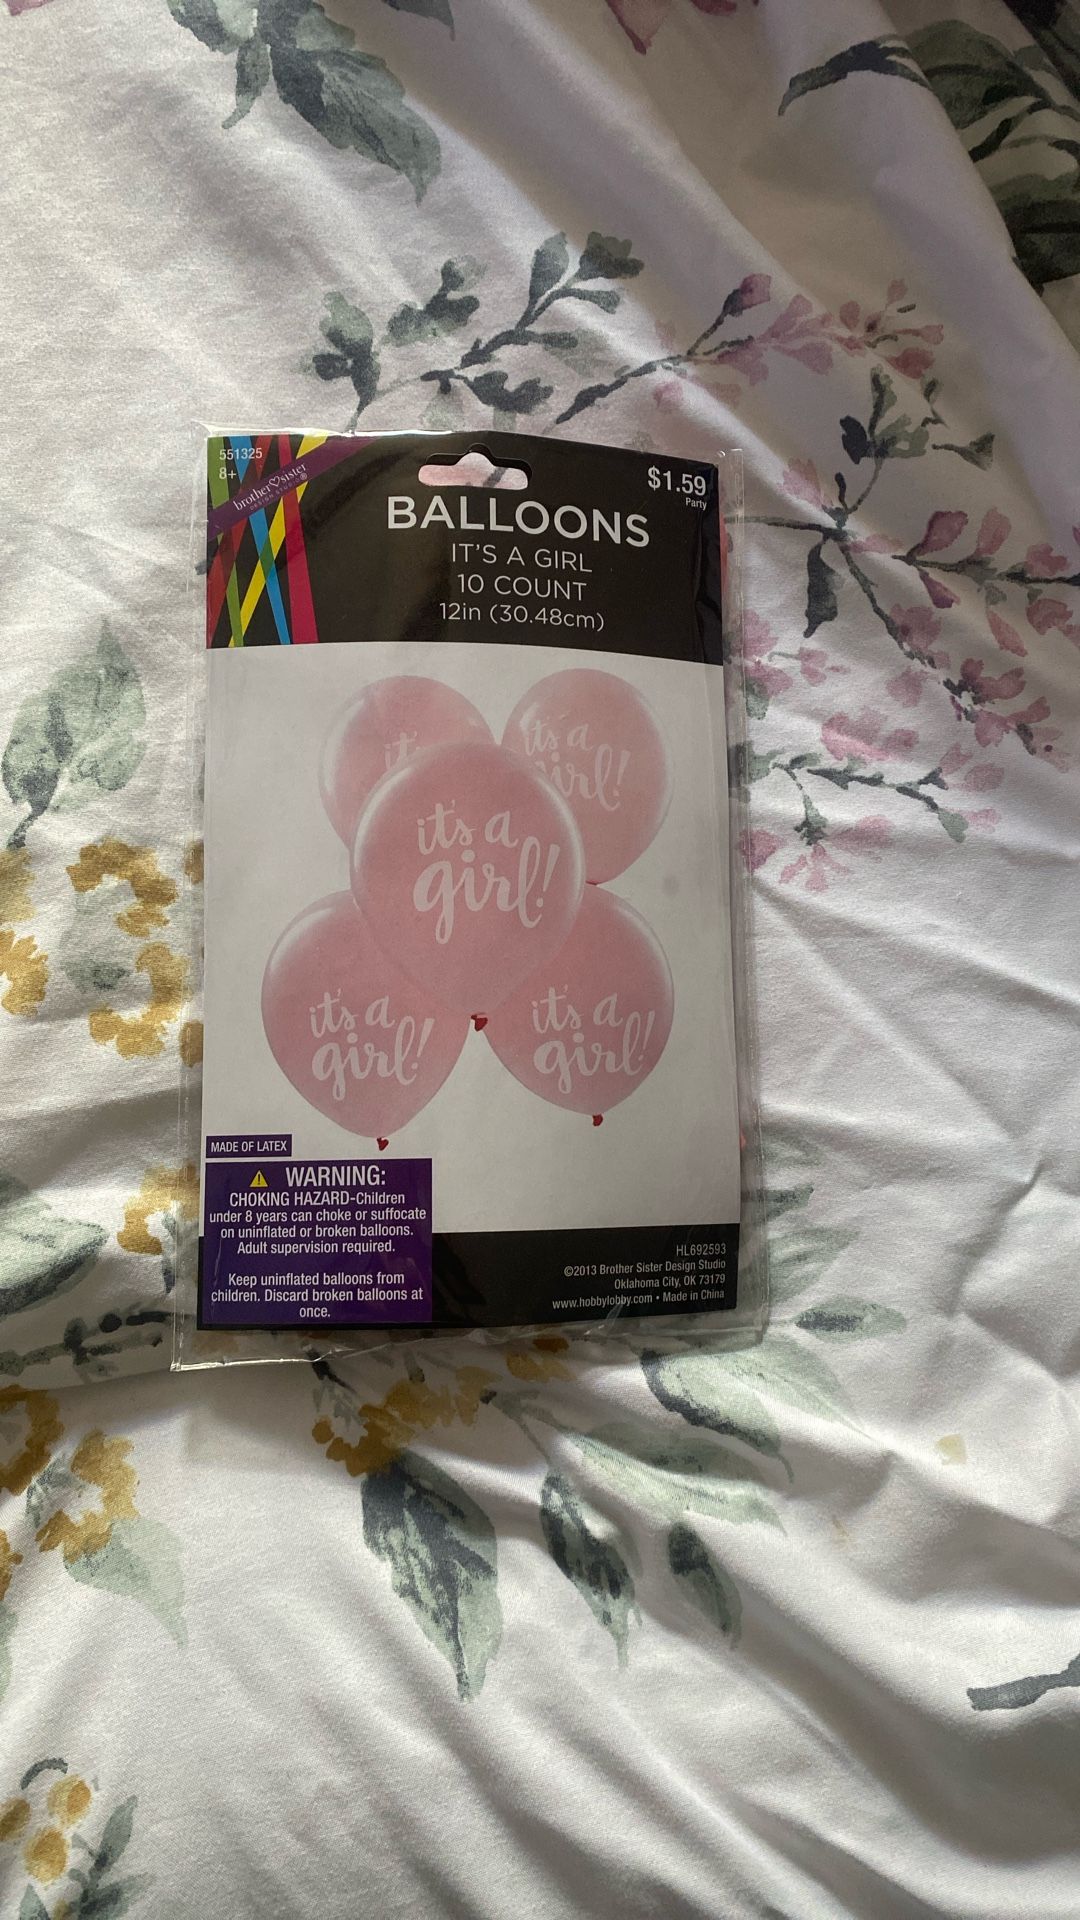 551325
8+
brother♡sister®
DESIGN STUDIO
$1.59
Party
BALLOONS
IT'S A GIRL
10 COUNT
12in (30.48cm)
it's
it's a
girl!
it's a
girl!
it's a
girl!
it's a
girl!
MADE OF LATEX
⚠ WARNING:
CHOKING HAZARD-Children
under 8 years can choke or suffocate
on uninflated or broken balloons.
Adult supervision required.
Keep uninflated balloons from
children. Discard broken balloons at
once.
HL692593
©2013 Brother Sister Design Studio
Oklahoma City, OK 73179
www.hobbylobby.com • Made in China